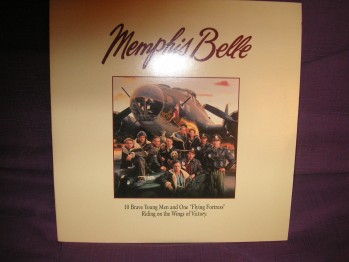 Memphis Belle
10 Brave Young Men and One "Flying Fortress"
Riding on the Wings of Victory.